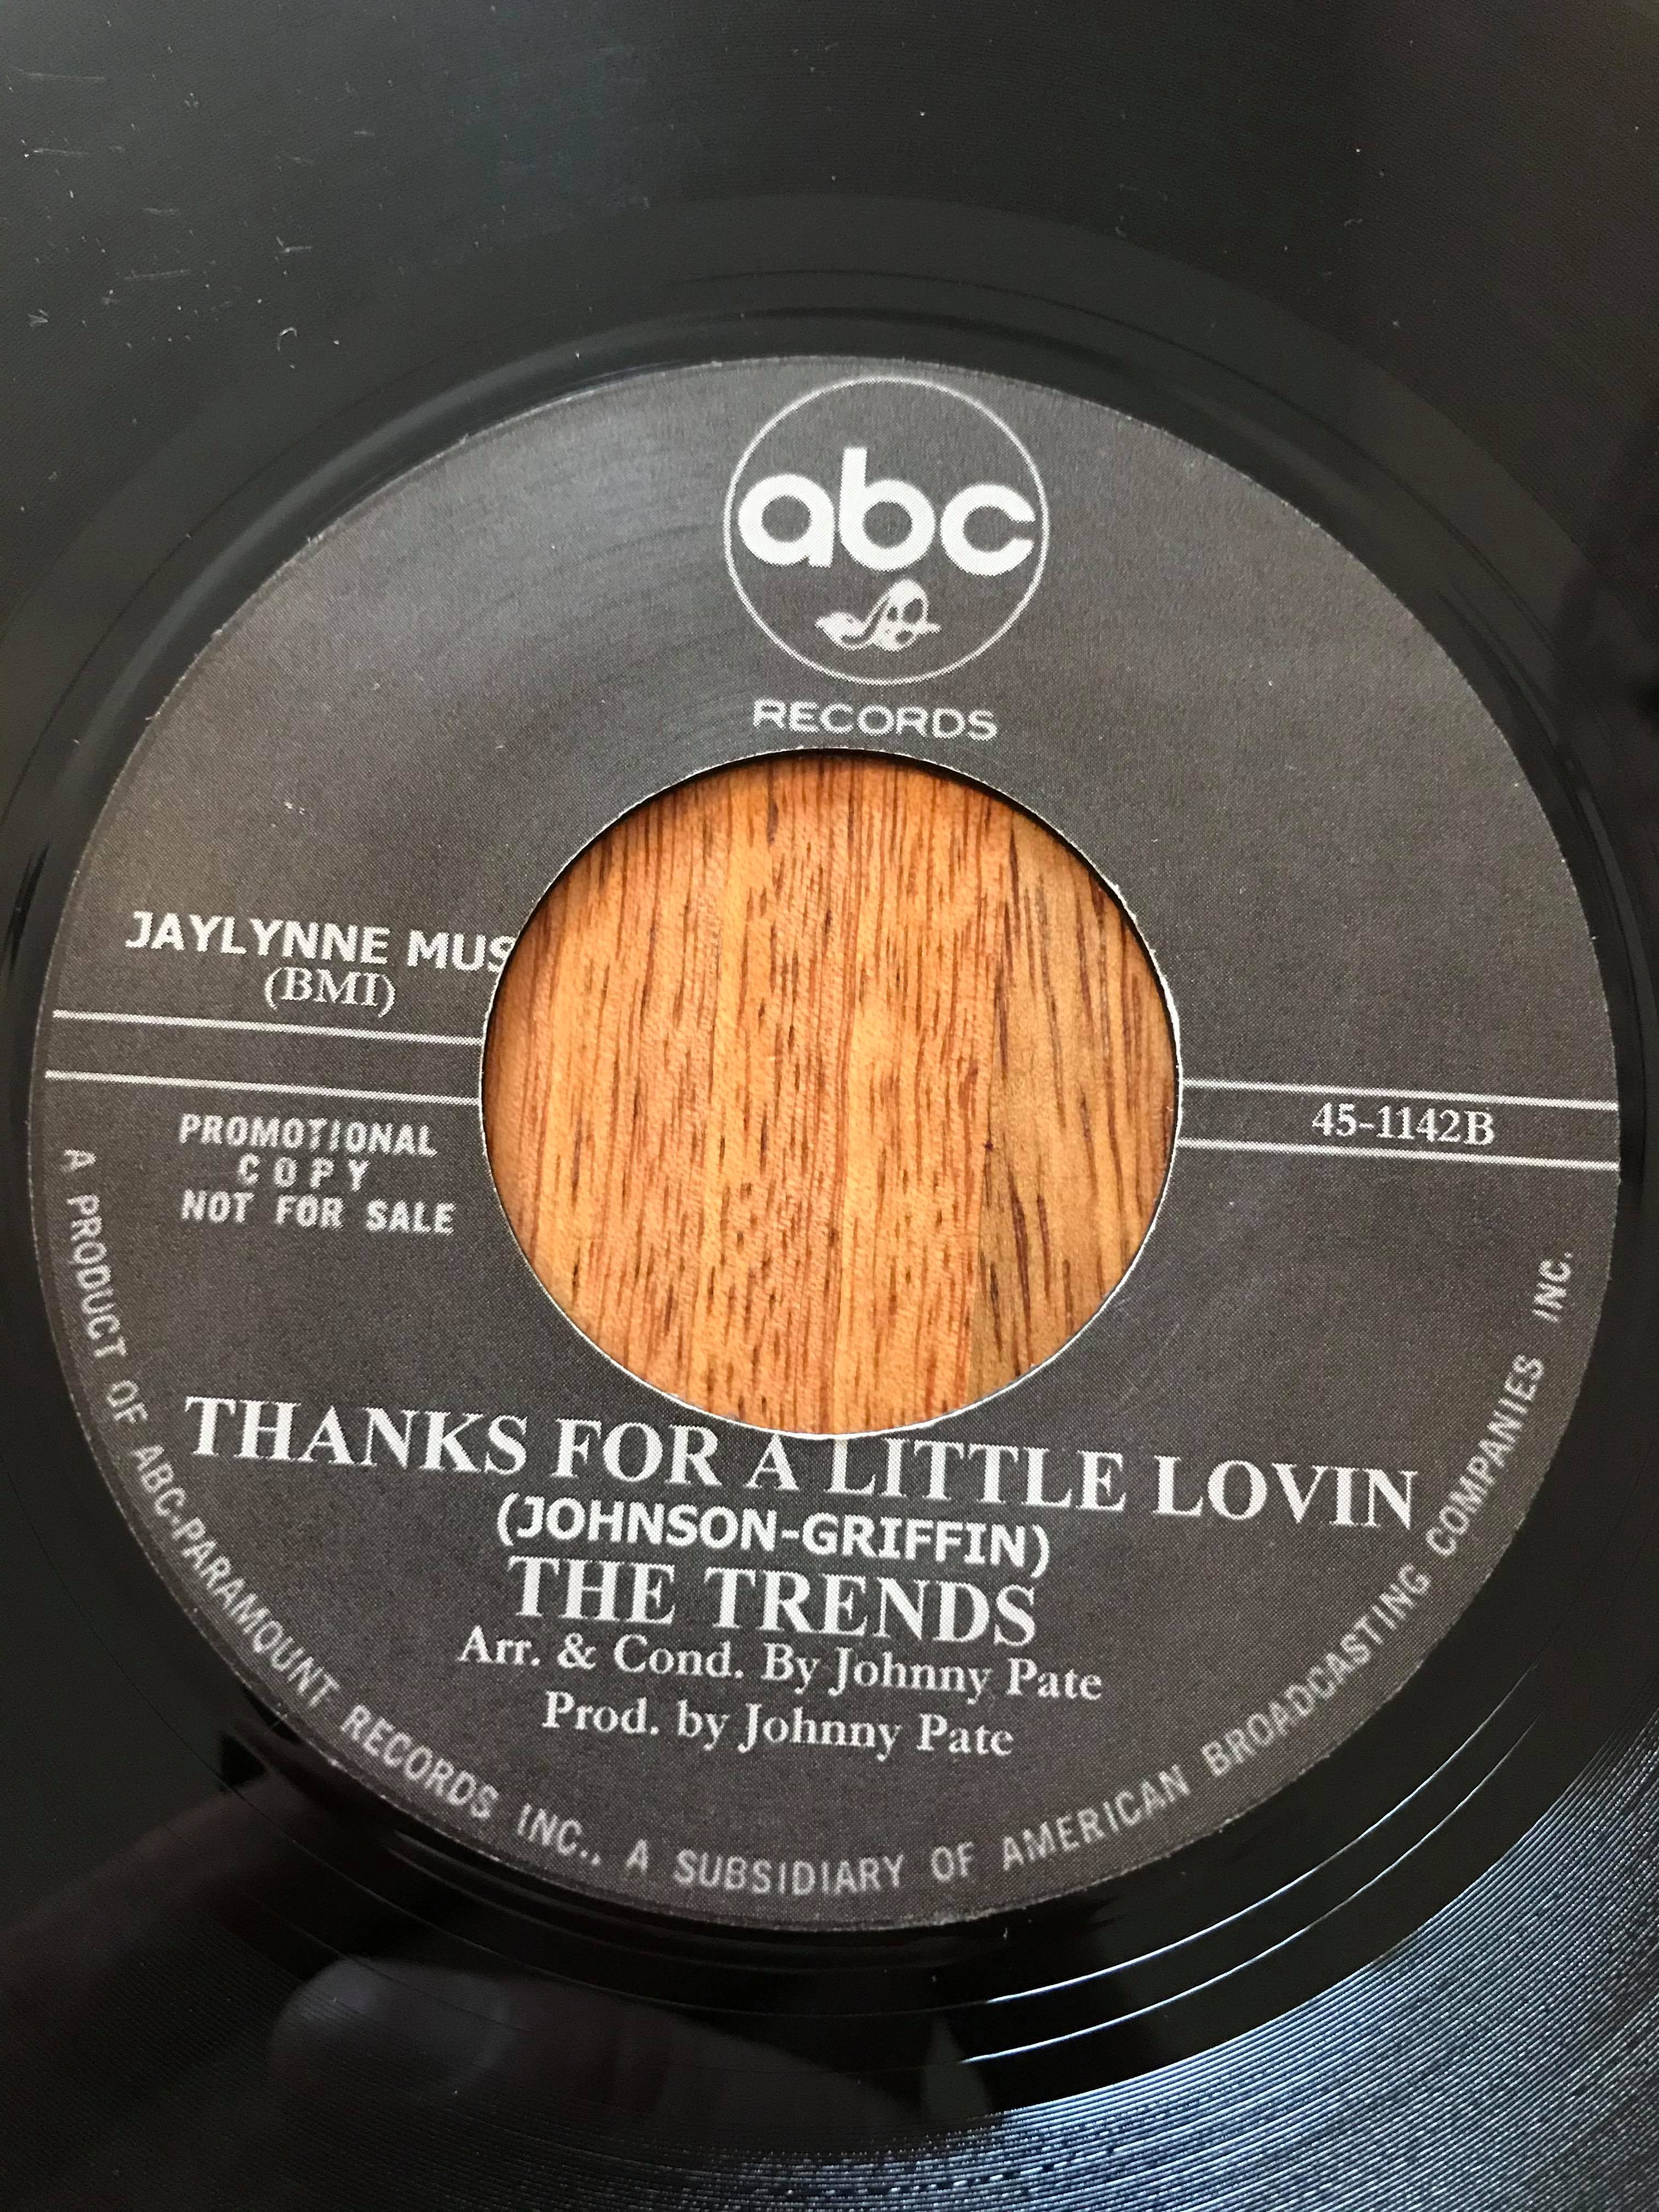 abc
RECORDS
JAYLYNNE MUS
(BMI)
45-1142B
PROMOTIONAL
COPY
NOT FOR SALE
THANKS FOR A LITTLE LOVIN
(JOHNSON-GRIFFIN)
THE TRENDS
Arr. & Cond. By Johnny Pate
Prod. by Johnny Pate
A PRODUCT OF ABC-PARAMOUNT RECORDS INC., A SUBSIDIARY OF AMERICAN BROADCASTING COMPANIES INC.